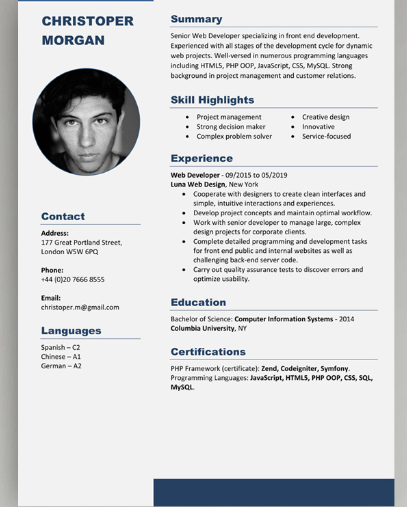 CHRISTOPER
MORGAN
Contact
Address:
177 Great Portland Street,
London W5W 6PQ
Phone:
+44 (0)20 7666 8555
Email:
christoper.m@gmail.com
Languages
Spanish – C2
Chinese – A1
German – A2
Summary
Senior Web Developer specializing in front end development.
Experienced with all stages of the development cycle for dynamic
web projects. Well-versed in numerous programming languages
including HTML5, PHP OOP, JavaScript, CSS, MySQL. Strong
background in project management and customer relations.
Skill Highlights
• Project management
• Strong decision maker
• Complex problem solver
• Creative design
• Innovative
• Service-focused
Experience
Web Developer - 09/2015 to 05/2019
Luna Web Design, New York
• Cooperate with designers to create clean interfaces and
simple, intuitive interactions and experiences.
• Develop project concepts and maintain optimal workflow.
• Work with senior developer to manage large, complex
design projects for corporate clients.
• Complete detailed programming and development tasks
for front end public and internal websites as well as
challenging back-end server code.
• Carry out quality assurance tests to discover errors and
optimize usability.
Education
Bachelor of Science: Computer Information Systems - 2014
Columbia University, NY
Certifications
PHP Framework (certificate): Zend, Codeigniter, Symfony.
Programming Languages: JavaScript, HTML5, PHP OOP, CSS, SQL,
MySQL.